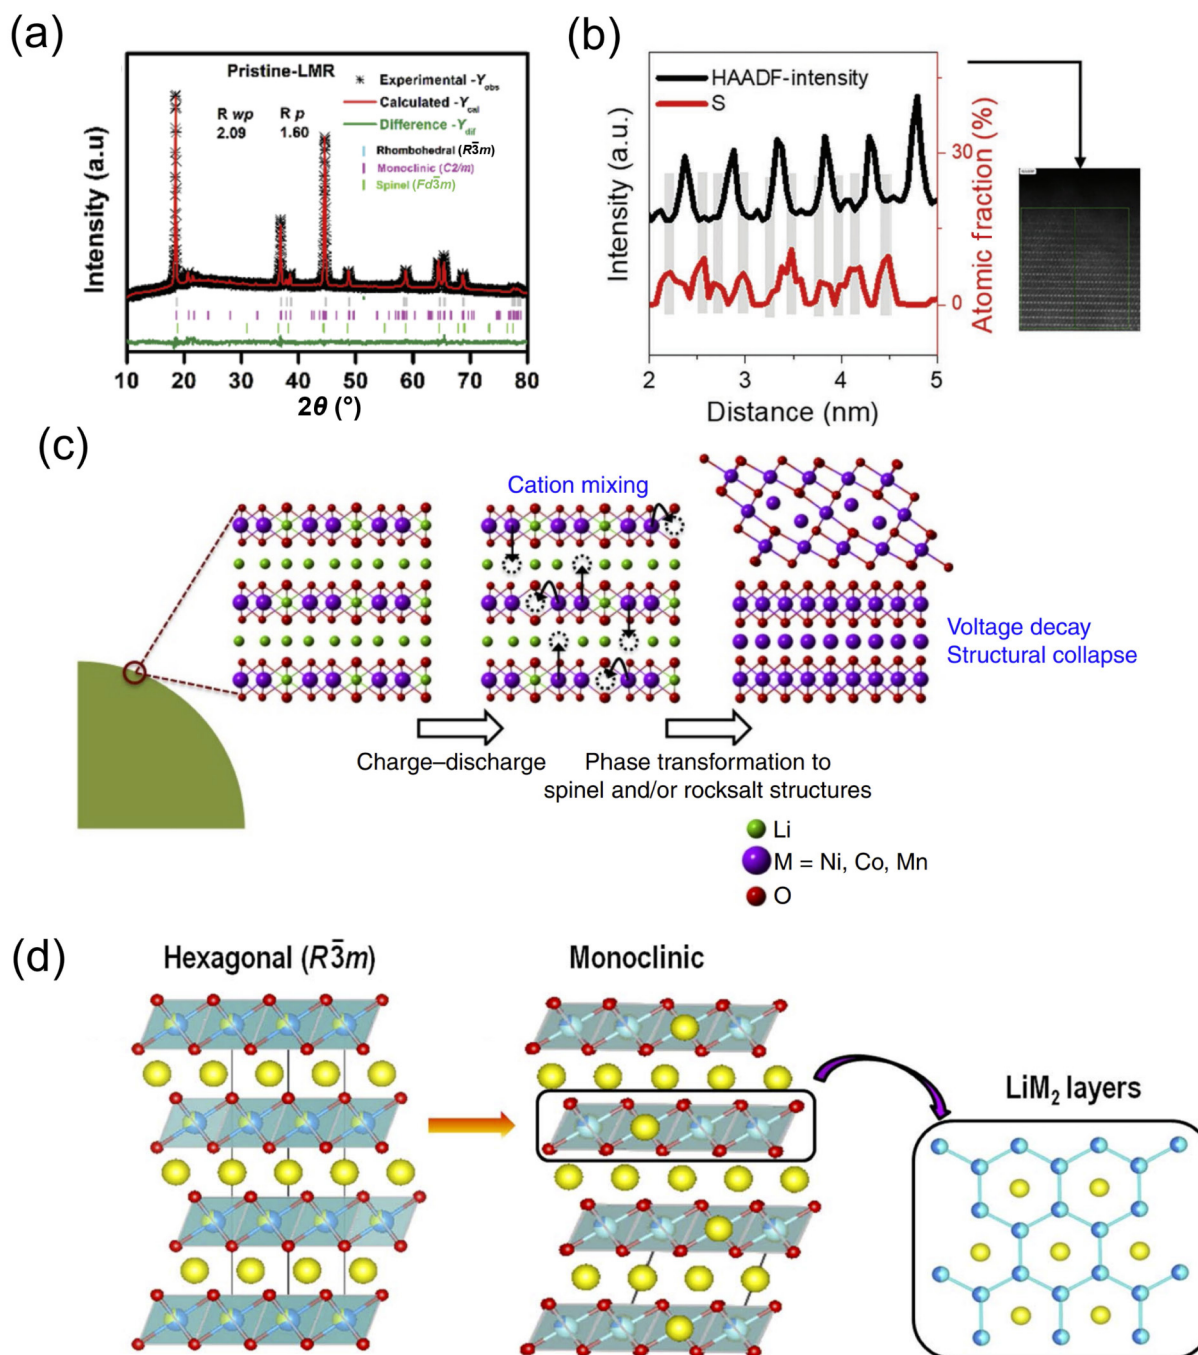 (a)
Pristine-LMR
R wp
2.09
R p
1.60
Experimental -Yobs
Calculated -Ycal
Difference -Ydif
Rhombohedral (R3̅m)
Monoclinic (C2/m)
Spinel (Fd3̅m)
Intensity (a.u)
10 20 30 40 50 60 70 80
2θ (°)
(b)
HAADF-intensity
S
Intensity (a.u.)
30
0
Atomic fraction (%)
2 3 4 5
Distance (nm)
(c)
Cation mixing
Voltage decay
Structural collapse
Charge–discharge
Phase transformation to
spinel and/or rocksalt structures
Li
M = Ni, Co, Mn
O
(d)
Hexagonal (R3̅m)
Monoclinic
LiM₂ layers